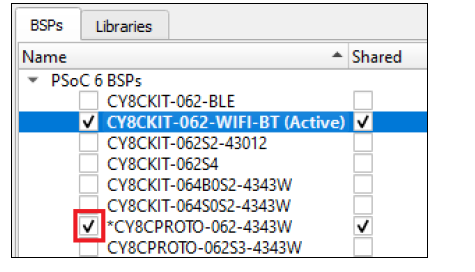 BSPs Libraries
Name Shared
PSoC 6 BSPs
CY8CKIT-062-BLE
CY8CKIT-062-WIFI-BT (Active)
CY8CKIT-062S2-43012
CY8CKIT-062S4
CY8CKIT-064B0S2-4343W
CY8CKIT-064S0S2-4343W
*CY8CPROTO-062-4343W
CY8CPROTO-062S3-4343W